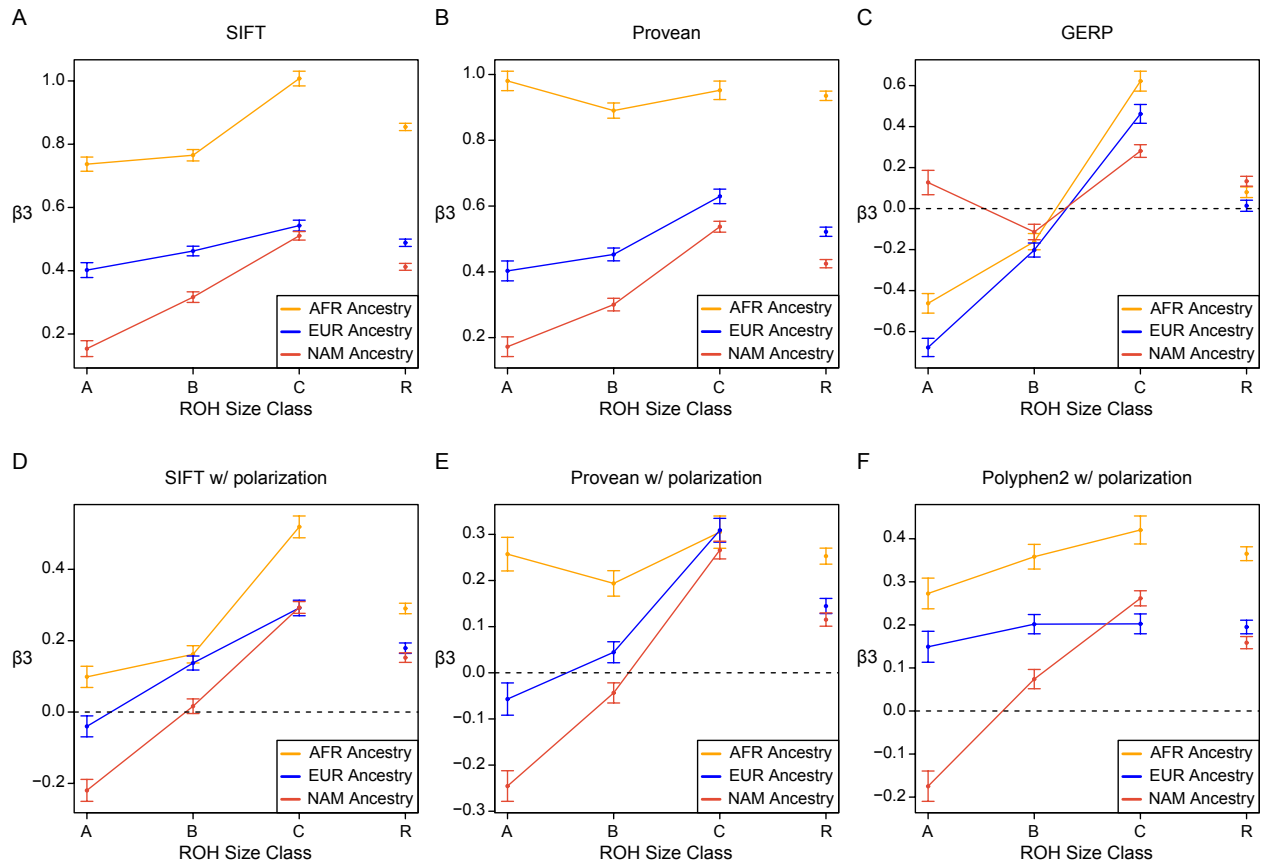 A
SIFT
1.0
0.8
0.6
β3
0.4
0.2
AFR Ancestry
EUR Ancestry
NAM Ancestry
A B C R
ROH Size Class
B
Provean
1.0
0.8
0.6
β3
0.4
0.2
AFR Ancestry
EUR Ancestry
NAM Ancestry
A B C R
ROH Size Class
C
GERP
0.6
0.4
0.2
0.0
β3
−0.2
−0.4
−0.6
AFR Ancestry
EUR Ancestry
NAM Ancestry
A B C R
ROH Size Class
D
SIFT w/ polarization
0.4
0.2
β3
0.0
−0.2
AFR Ancestry
EUR Ancestry
NAM Ancestry
A B C R
ROH Size Class
E
Provean w/ polarization
0.3
0.2
0.1
β3
0.0
−0.1
−0.2
−0.3
AFR Ancestry
EUR Ancestry
NAM Ancestry
A B C R
ROH Size Class
F
Polyphen2 w/ polarization
0.4
0.3
0.2
β3
0.1
0.0
−0.1
−0.2
AFR Ancestry
EUR Ancestry
NAM Ancestry
A B C R
ROH Size Class